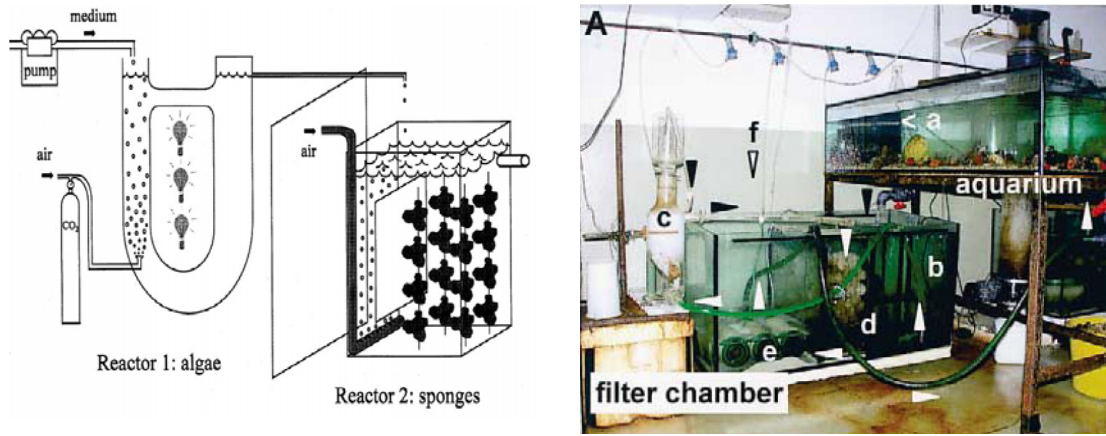 medium
pump
air
CO₂
air
Reactor 1: algae
Reactor 2: sponges
A
< a
f
aquarium
c
b
d
e
filter chamber